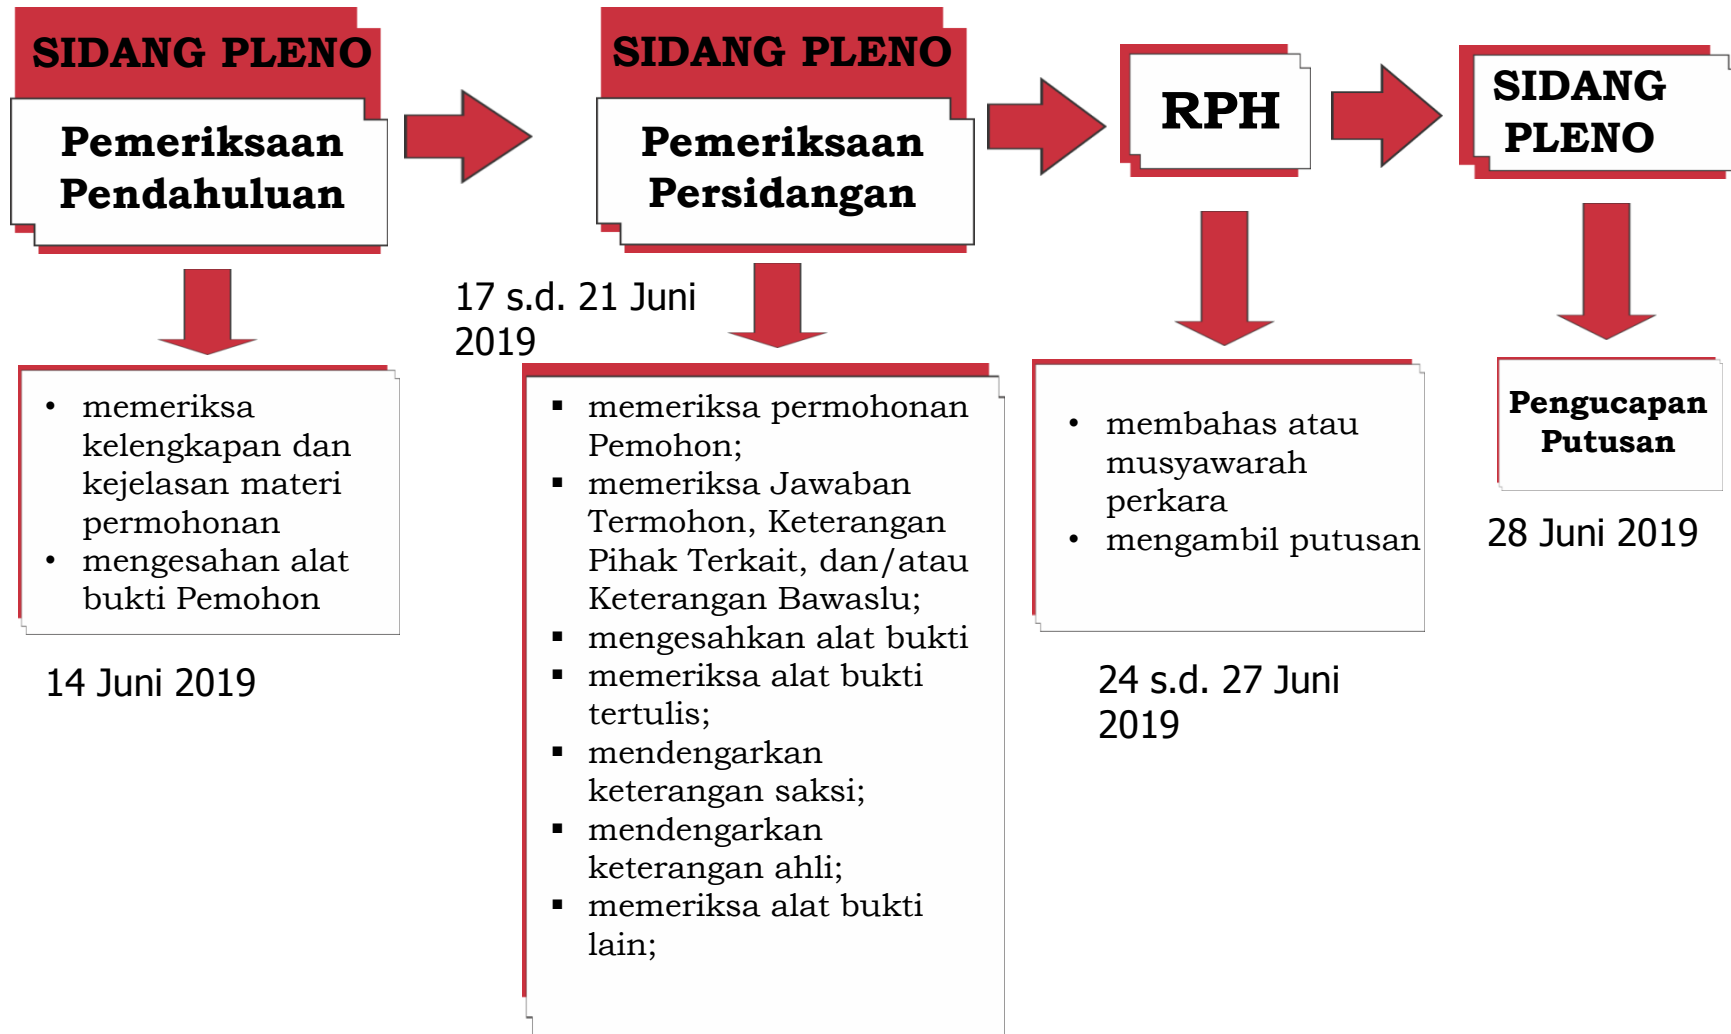 SIDANG PLENO
Pemeriksaan
Pendahuluan
SIDANG PLENO
Pemeriksaan
Persidangan
RPH
SIDANG
PLENO
• memeriksa
kelengkapan dan
kejelasan materi
permohonan
• mengesahan alat
bukti Pemohon
14 Juni 2019
17 s.d. 21 Juni
2019
▪ memeriksa permohonan
Pemohon;
▪ memeriksa Jawaban
Termohon, Keterangan
Pihak Terkait, dan/atau
Keterangan Bawaslu;
▪ mengesahkan alat bukti
▪ memeriksa alat bukti
tertulis;
▪ mendengarkan
keterangan saksi;
▪ mendengarkan
keterangan ahli;
▪ memeriksa alat bukti
lain;
• membahas atau
musyawarah
perkara
• mengambil putusan
24 s.d. 27 Juni
2019
Pengucapan
Putusan
28 Juni 2019